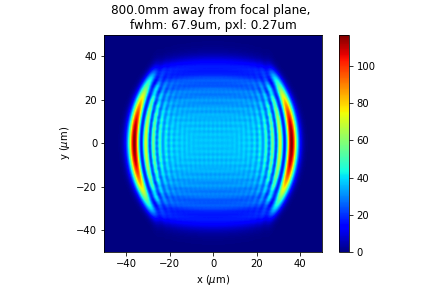 800.0mm away from focal plane,
fwhm: 67.9um, pxl: 0.27um
40
20
0
−20
−40
y (μm)
−40 −20 0 20 40
x (μm)
100
80
60
40
20
0